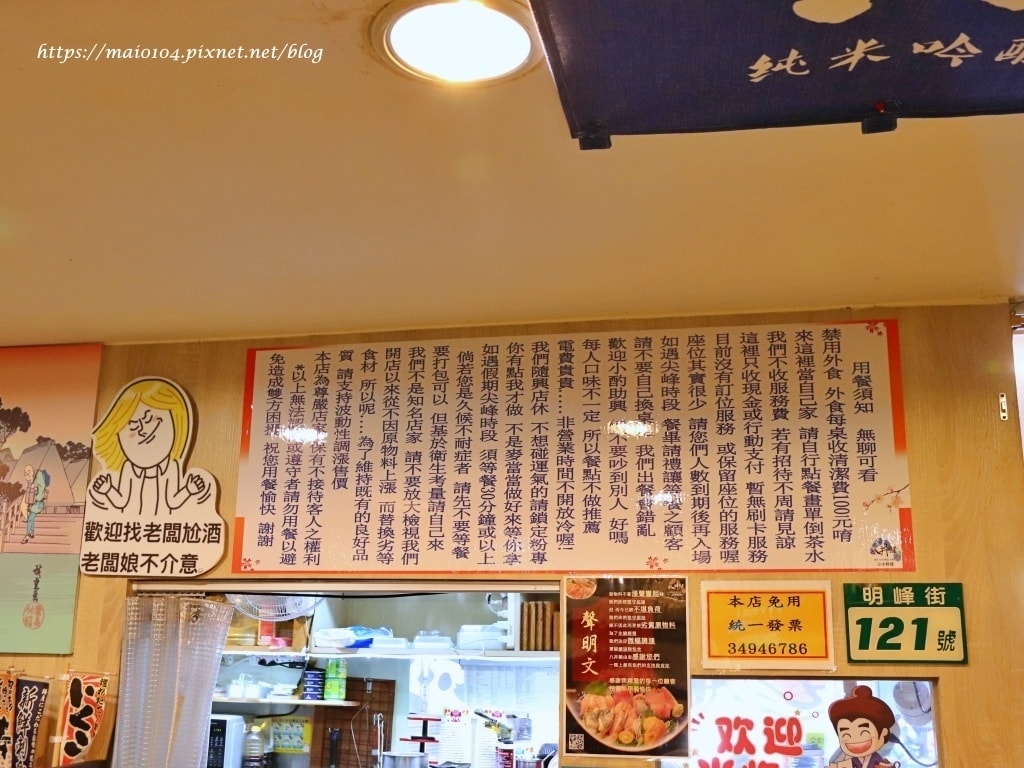 https://maio104.pixnet.net/blog
純米吟
用餐須知 無聊可看
禁用外食 外食每桌收清潔費100元唷
來這裡當自己家 請自行點餐畫單倒茶水
我們不收服務費 若有招待不周請見諒
這裡只收現金或行動支付 暫無刷卡服務
目前沒有訂位服務 或保留座位的服務喔
座位其實很少 請您們人數到期後再入場
如遇尖峰時段 餐畢請禮讓等餐之顧客
請不要自己換桌 我們出餐會錯亂
歡迎小酌助興 但不要吵到別人 好嗎
每人口味不一定 所以餐點不做推薦
電費貴貴…… 非營業時間不開放冷喔!
我們隨興店休 不想碰運氣的請鎖定粉專
你有點我才做 不是麥當當做好來等你拿
如遇假期尖峰時段 須等餐30分鐘或以上
倘若您是久候不耐症者 請先不要等餐
要打包可以 但基於衛生考量請自己來
我們不是知名店家 請不要放大檢視我們
開店以來從不因原物料上漲 而替換劣等
食材 所以呢……為了維持既有的良好品
質 請支持波動性調漲售價
本店為尊嚴店家 保有不接待客人之權利
*以上無法認同或遵守者請勿用餐以避
免造成雙方困擾 祝您用餐愉快 謝謝
歡迎找老闆尬酒
老闆娘不介意。
聲明文
本店免用
統一發票
34946786
明峰街
121號
歡迎